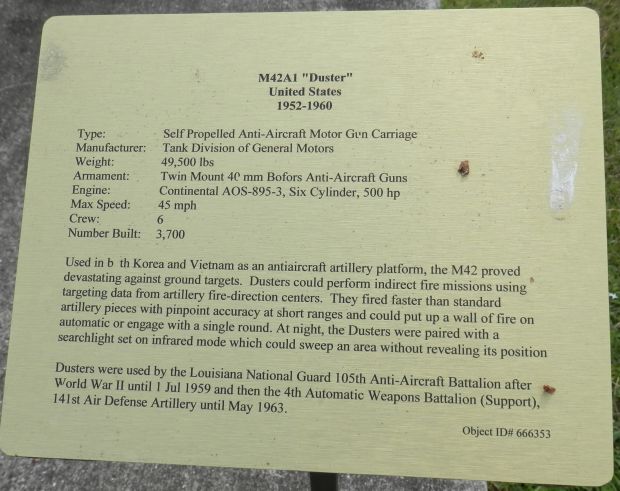 M42A1 "Duster"
United States
1952-1960
Type: Self Propelled Anti-Aircraft Motor Gun Carriage
Manufacturer: Tank Division of General Motors
Weight: 49,500 lbs
Armament: Twin Mount 40 mm Bofors Anti-Aircraft Guns
Engine: Continental AOS-895-3, Six Cylinder, 500 hp
Max Speed: 45 mph
Crew: 6
Number Built: 3,700
Used in b th Korea and Vietnam as an antiaircraft artillery platform, the M42 proved
devastating against ground targets. Dusters could perform indirect fire missions using
targeting data from artillery fire-direction centers. They fired faster than standard
artillery pieces with pinpoint accuracy at short ranges and could put up a wall of fire on
automatic or engage with a single round. At night, the Dusters were paired with a
searchlight set on infrared mode which could sweep an area without revealing its position
Dusters were used by the Louisiana National Guard 105th Anti-Aircraft Battalion after
World War II until 1 Jul 1959 and then the 4th Automatic Weapons Battalion (Support),
141st Air Defense Artillery until May 1963.
Object ID# 666353